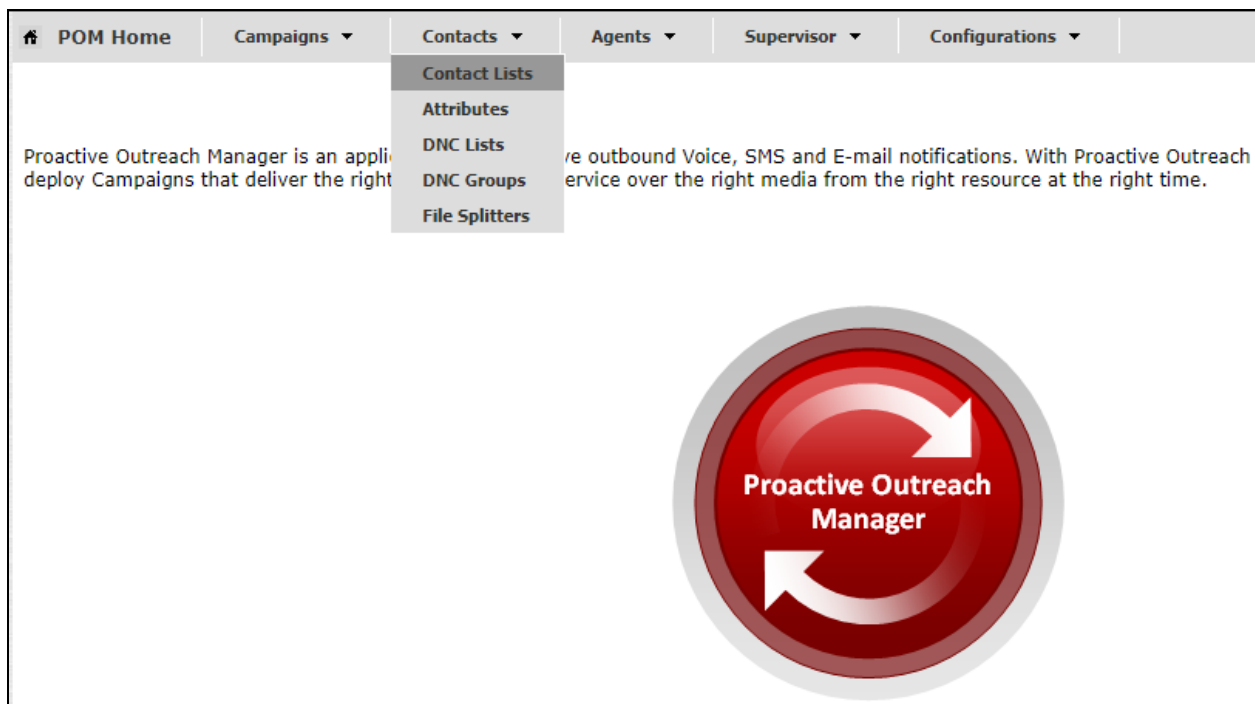 POM Home Campaigns Contacts Agents Supervisor Configurations
Contact Lists
Attributes
DNC Lists
DNC Groups
File Splitters
Proactive Outreach Manager is an appli ve outbound Voice, SMS and E-mail notifications. With Proactive Outreach
deploy Campaigns that deliver the right ervice over the right media from the right resource at the right time.
Proactive Outreach
Manager